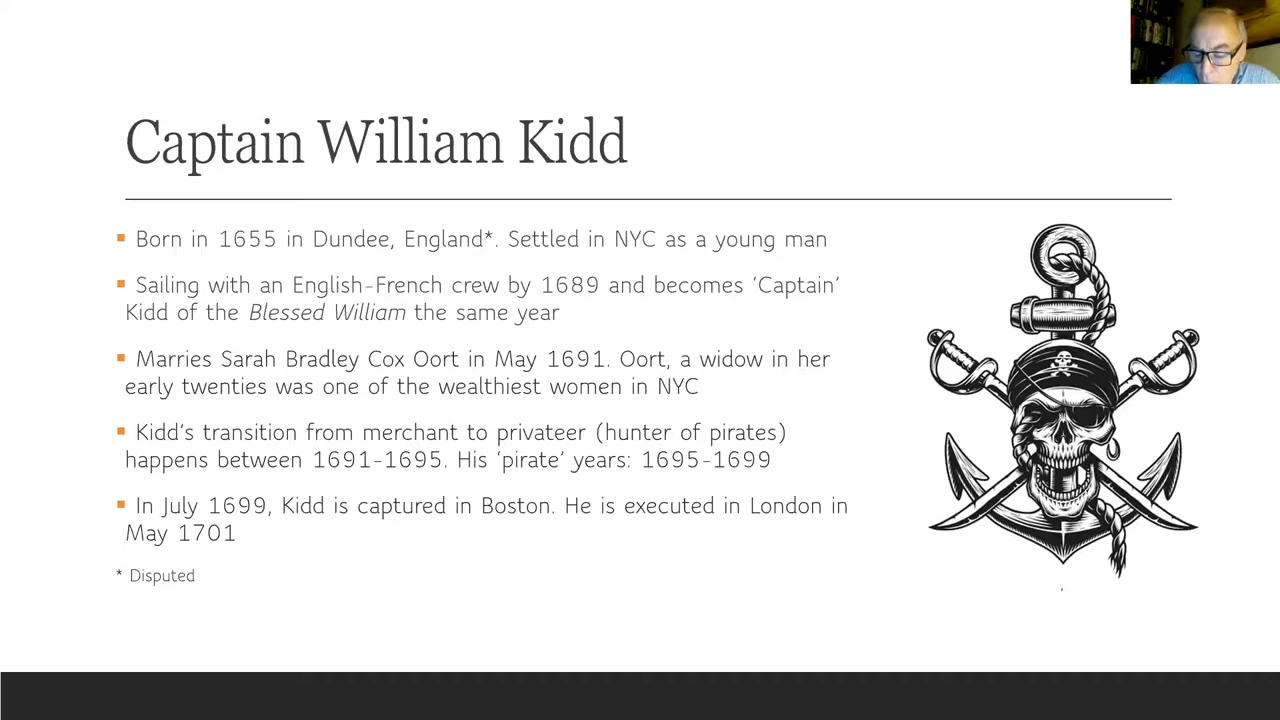 Captain William Kidd
▪ Born in 1655 in Dundee, England*. Settled in NYC as a young man
▪ Sailing with an English-French crew by 1689 and becomes ‘Captain’
Kidd of the Blessed William the same year
▪ Marries Sarah Bradley Cox Oort in May 1691. Oort, a widow in her
early twenties was one of the wealthiest women in NYC
▪ Kidd’s transition from merchant to privateer (hunter of pirates)
happens between 1691-1695. His ‘pirate’ years: 1695-1699
▪ In July 1699, Kidd is captured in Boston. He is executed in London in
May 1701
* Disputed